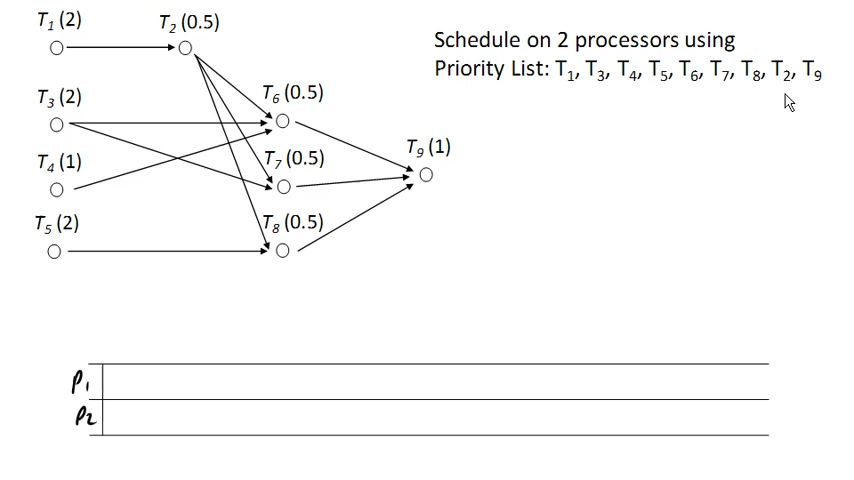 T₁ (2)
T₂ (0.5)
Schedule on 2 processors using
Priority List: T₁, T₃, T₄, T₅, T₆, T₇, T₈, T₂, T₉
T₃ (2)
T₆ (0.5)
T₉ (1)
T₄ (1)
T₇ (0.5)
T₅ (2)
T₈ (0.5)
P₁
P₂